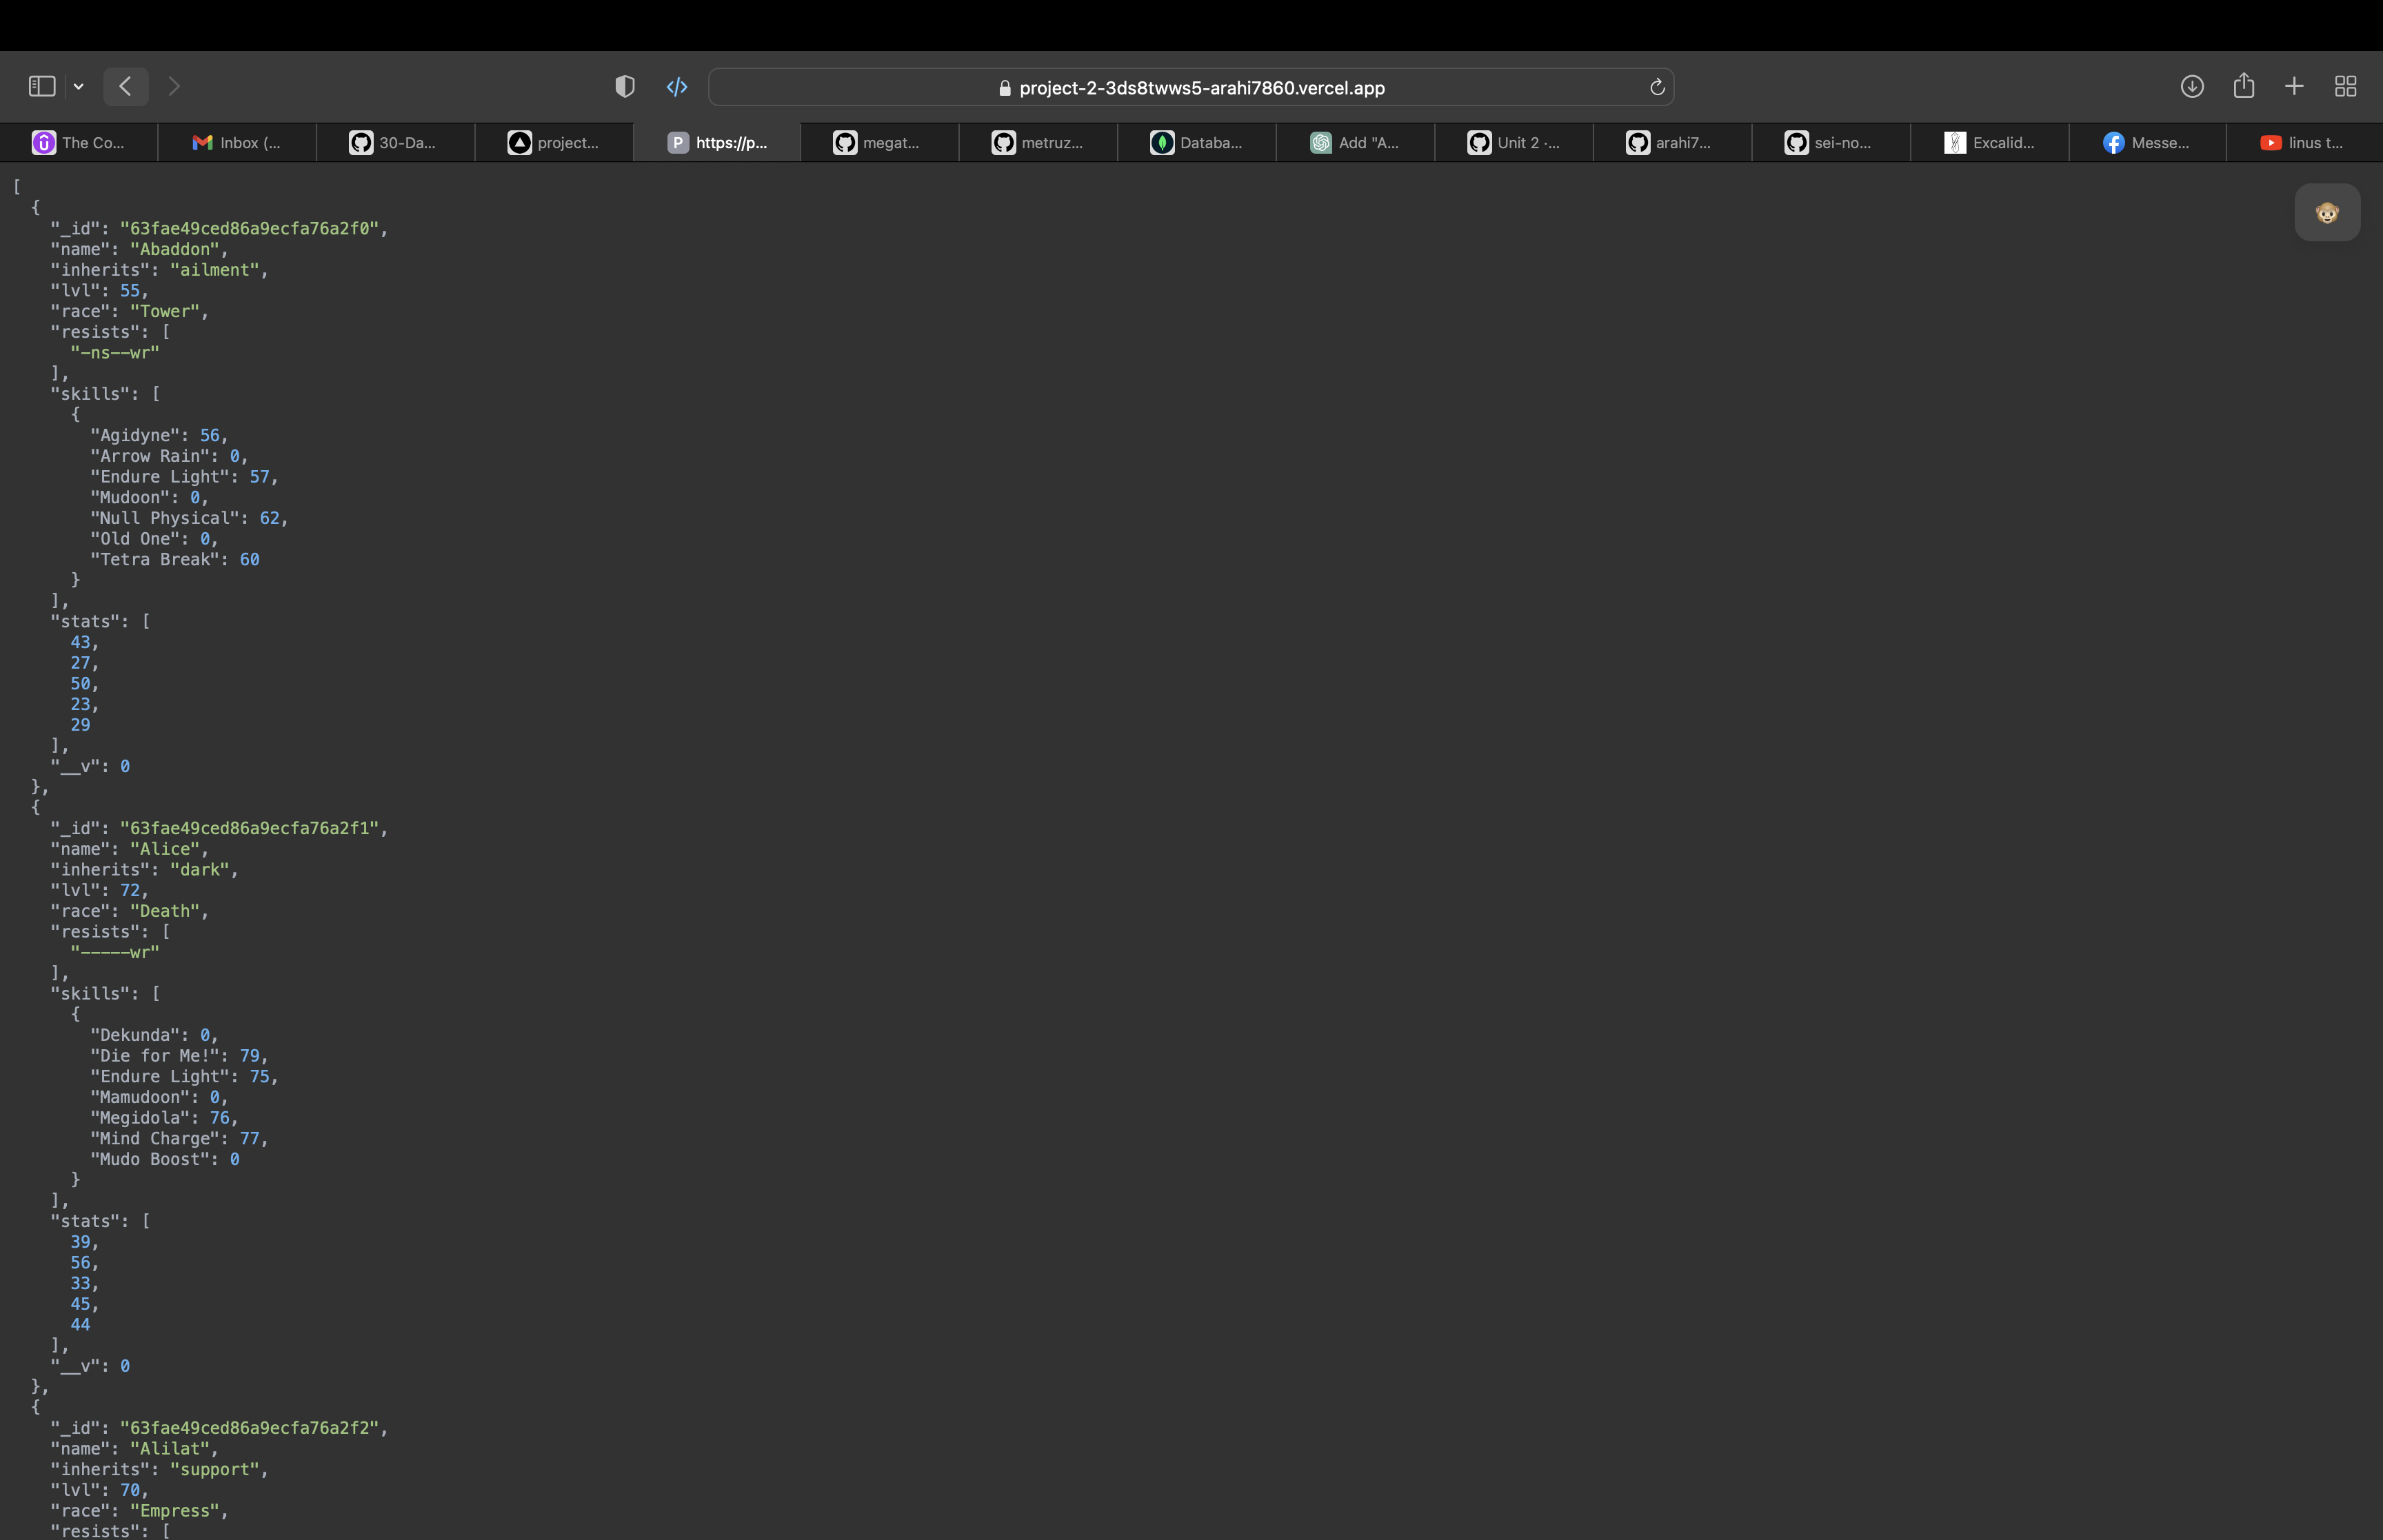 project-2-3ds8twws5-arahi7860.vercel.app
The Co...
Inbox (...
30-Da...
project...
P https://p...
megat...
metruz...
Databa...
Add "A...
Unit 2 ·...
arahi7...
sei-no...
Excalid...
Messe...
linus t...
[
  {
    "_id": "63fae49ced86a9ecfa76a2f0",
    "name": "Abaddon",
    "inherits": "ailment",
    "lvl": 55,
    "race": "Tower",
    "resists": [
      "-ns--wr"
    ],
    "skills": [
      {
        "Agidyne": 56,
        "Arrow Rain": 0,
        "Endure Light": 57,
        "Mudoon": 0,
        "Null Physical": 62,
        "Old One": 0,
        "Tetra Break": 60
      }
    ],
    "stats": [
      43,
      27,
      50,
      23,
      29
    ],
    "__v": 0
  },
  {
    "_id": "63fae49ced86a9ecfa76a2f1",
    "name": "Alice",
    "inherits": "dark",
    "lvl": 72,
    "race": "Death",
    "resists": [
      "-----wr"
    ],
    "skills": [
      {
        "Dekunda": 0,
        "Die for Me!": 79,
        "Endure Light": 75,
        "Mamudoon": 0,
        "Megidola": 76,
        "Mind Charge": 77,
        "Mudo Boost": 0
      }
    ],
    "stats": [
      39,
      56,
      33,
      45,
      44
    ],
    "__v": 0
  },
  {
    "_id": "63fae49ced86a9ecfa76a2f2",
    "name": "Alilat",
    "inherits": "support",
    "lvl": 70,
    "race": "Empress",
    "resists": [